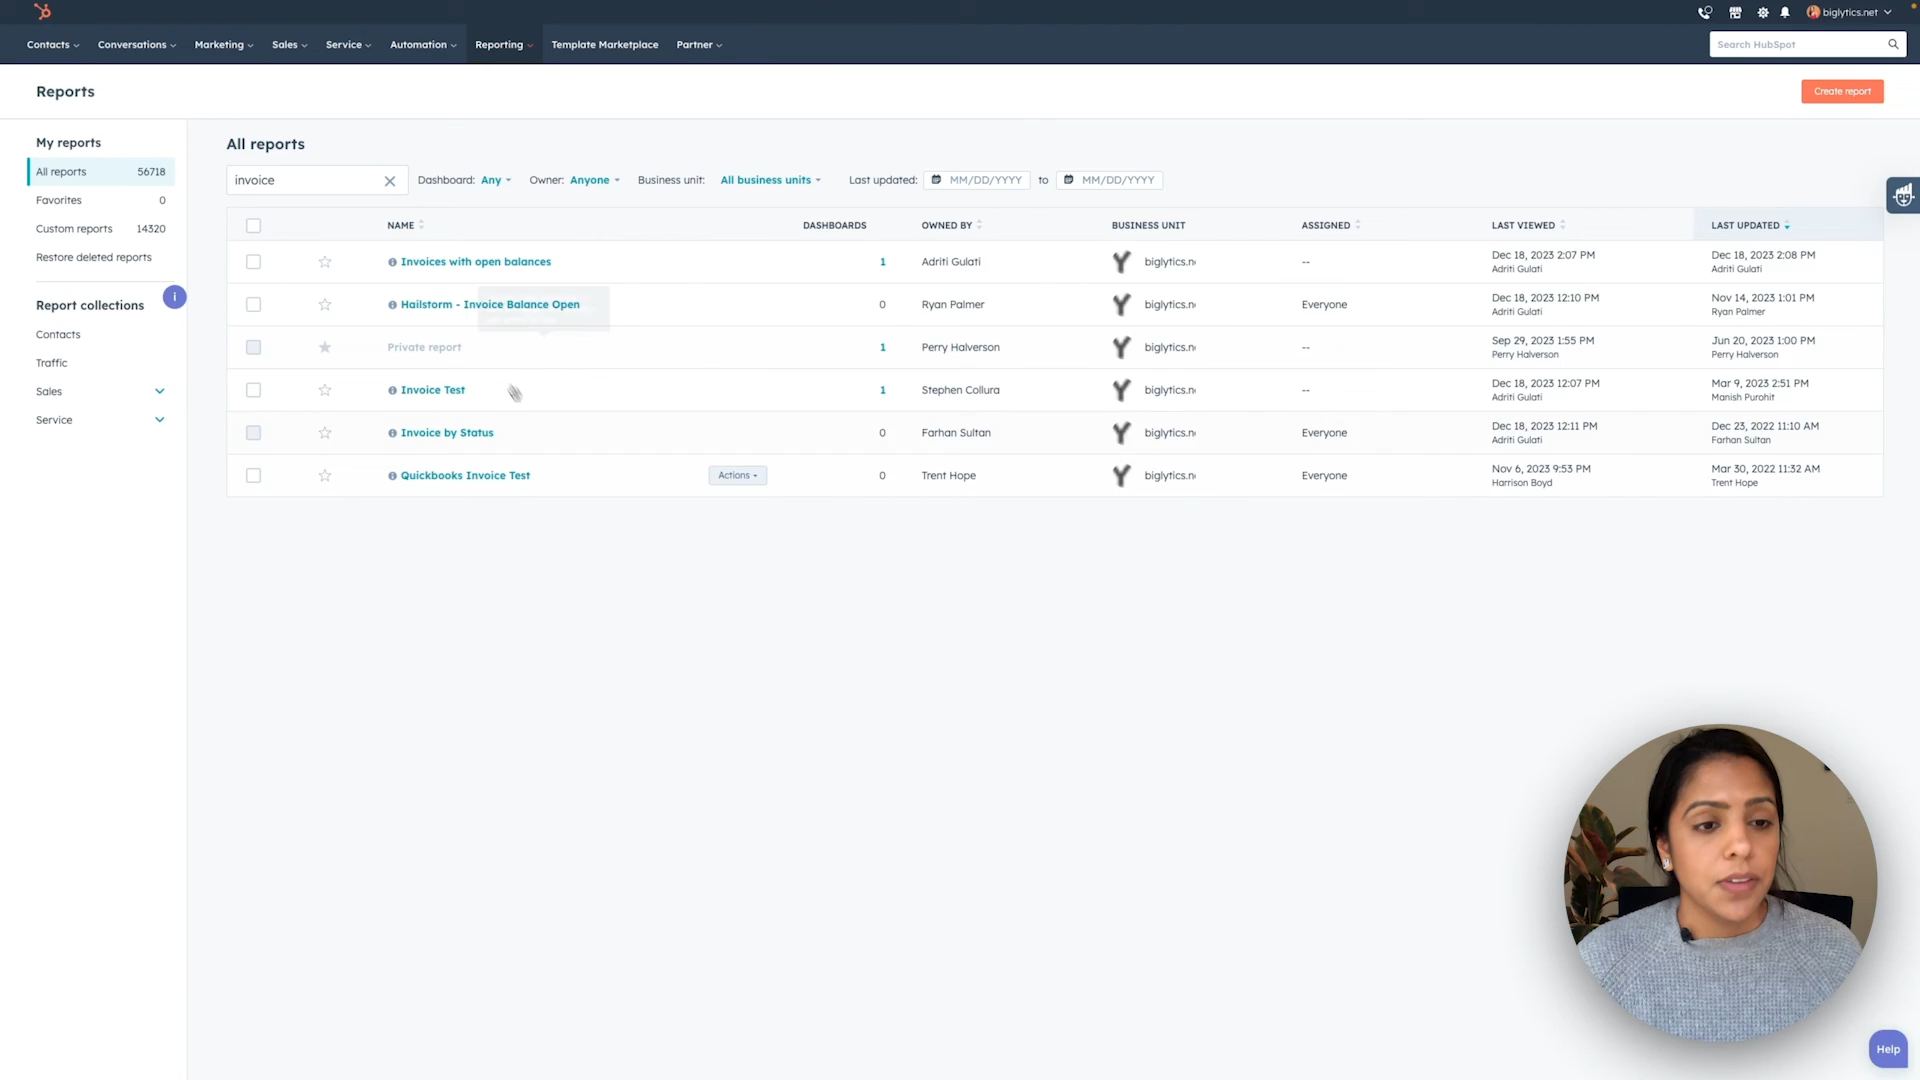 biglytics.net
Contacts Conversations Marketing Sales Service Automation Reporting Template Marketplace Partner Search HubSpot
Reports Create report
My reports
All reports 56718
Favorites 0
Custom reports 14320
Restore deleted reports
Report collections i
Contacts
Traffic
Sales
Service
All reports
invoice Dashboard: Any Owner: Anyone Business unit: All business units Last updated: MM/DD/YYYY to MM/DD/YYYY
NAME DASHBOARDS OWNED BY BUSINESS UNIT ASSIGNED LAST VIEWED LAST UPDATED
Invoices with open balances 1 Adriti Gulati biglytics.n -- Dec 18, 2023 2:07 PM Dec 18, 2023 2:08 PM
Adriti Gulati Adriti Gulati
Hailstorm - Invoice Balance Open 0 Ryan Palmer biglytics.n Everyone Dec 18, 2023 12:10 PM Nov 14, 2023 1:01 PM
Adriti Gulati Ryan Palmer
Private report 1 Perry Halverson biglytics.n -- Sep 29, 2023 1:55 PM Jun 20, 2023 1:00 PM
Perry Halverson Perry Halverson
Invoice Test 1 Stephen Collura biglytics.n -- Dec 18, 2023 12:07 PM Mar 9, 2023 2:51 PM
Adriti Gulati Manish Purohit
Invoice by Status 0 Farhan Sultan biglytics.n Everyone Dec 18, 2023 12:11 PM Dec 23, 2022 11:10 AM
Adriti Gulati Farhan Sultan
Quickbooks Invoice Test Actions 0 Trent Hope biglytics.n Everyone Nov 6, 2023 9:53 PM Mar 30, 2022 11:32 AM
Harrison Boyd Trent Hope
Help